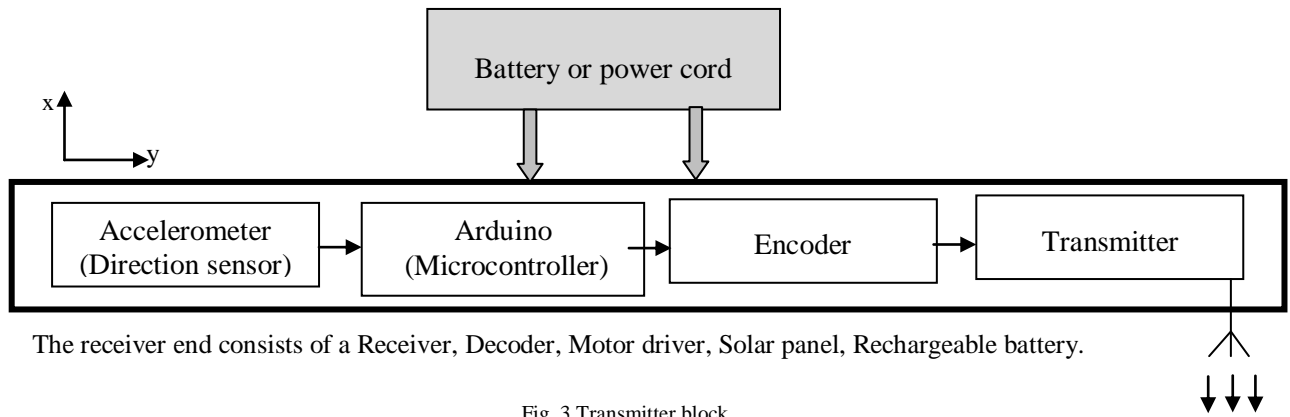 Battery or power cord
x
y
Accelerometer
(Direction sensor)
Arduino
(Microcontroller)
Encoder
Transmitter
The receiver end consists of a Receiver, Decoder, Motor driver, Solar panel, Rechargeable battery.
Fig. 3 Transmitter block